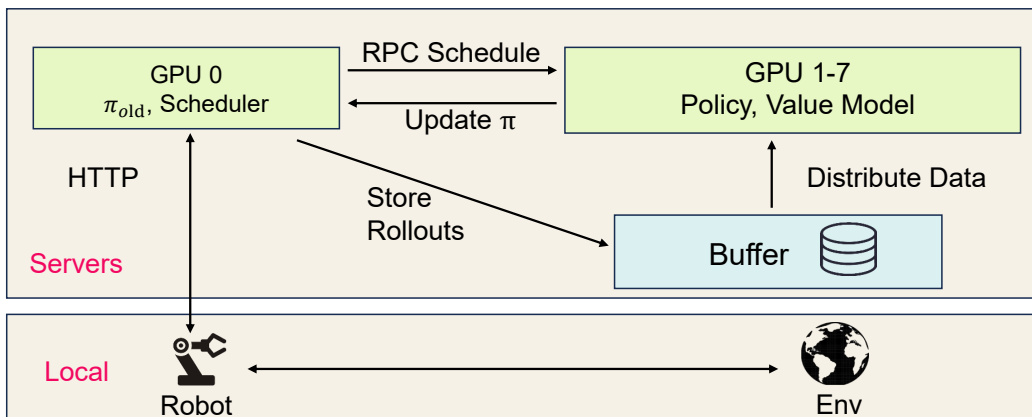 RPC Schedule
GPU 0
π_old, Scheduler
GPU 1-7
Policy, Value Model
Update π
HTTP
Store
Rollouts
Distribute Data
Buffer
Servers
Local
Robot
Env